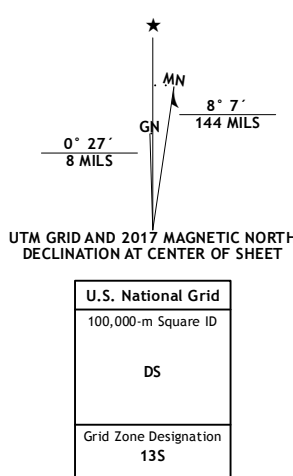 ★
MN
GN
8° 7´
144 MILS
0° 27´
8 MILS
UTM GRID AND 2017 MAGNETIC NORTH
DECLINATION AT CENTER OF SHEET
U.S. National Grid
100,000-m Square ID
DS
Grid Zone Designation
13S